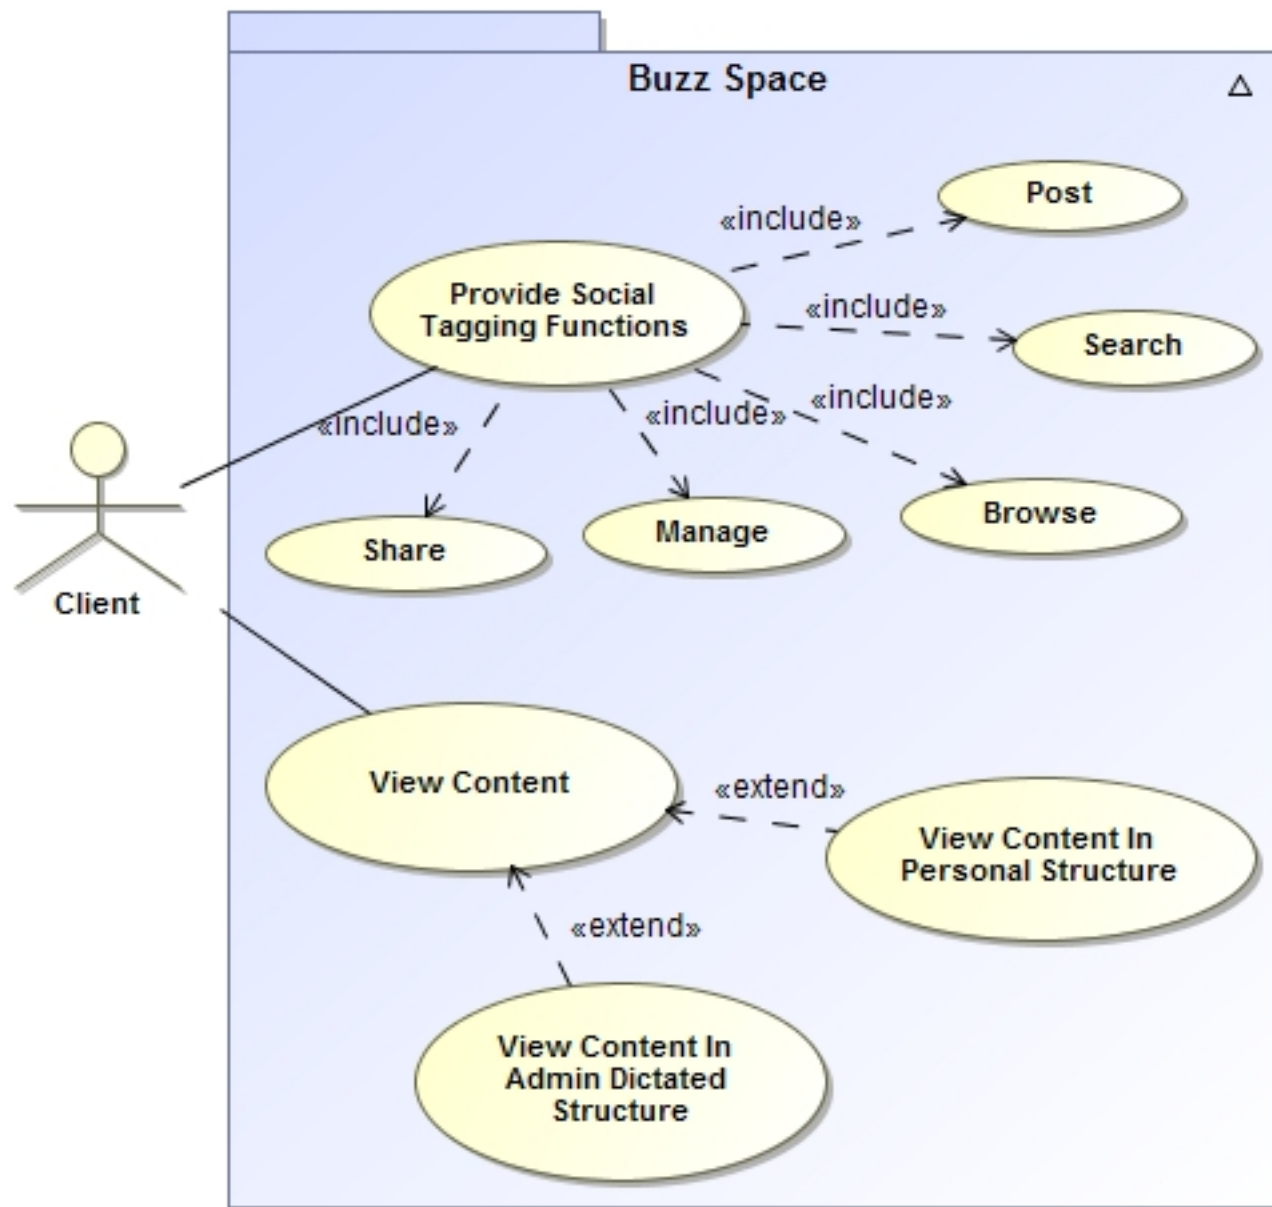 Buzz Space
Post
«include»
Provide Social
Tagging Functions
«include»
Search
«include»
«include»
«include»
Share
Manage
Browse
Client
View Content
«extend»
View Content In
Personal Structure
«extend»
View Content In
Admin Dictated
Structure